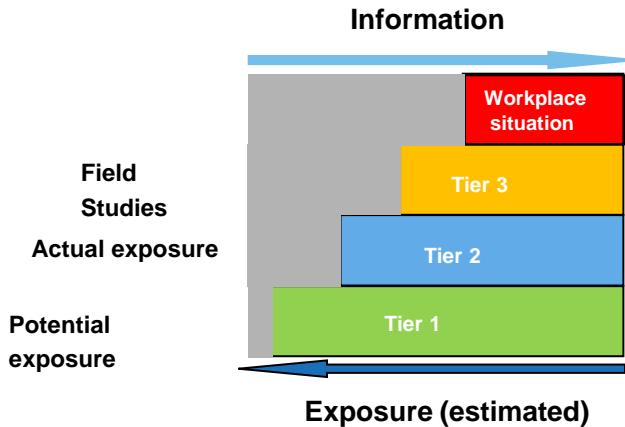 Information
Workplace
situation
Field
Studies
Tier 3
Actual exposure
Tier 2
Potential
exposure
Tier 1
Exposure (estimated)